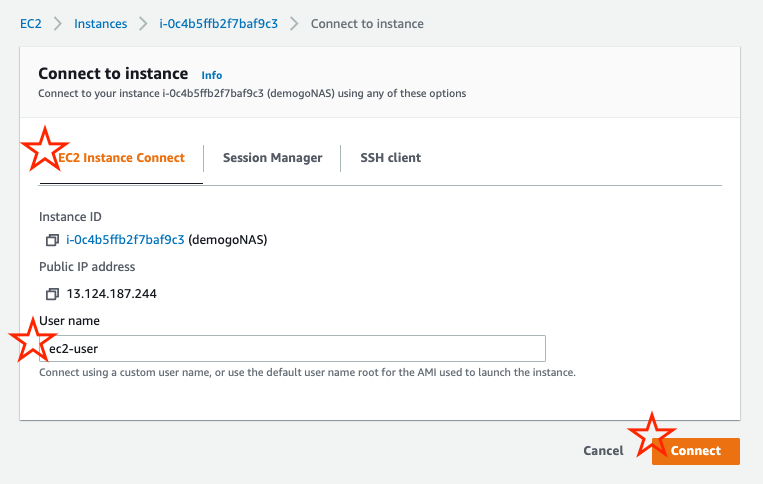 EC2 > Instances > i-0c4b5ffb2f7baf9c3 > Connect to instance
Connect to instance Info
Connect to your instance i-0c4b5ffb2f7baf9c3 (demogoNAS) using any of these options
EC2 Instance Connect Session Manager SSH client
Instance ID
i-0c4b5ffb2f7baf9c3 (demogoNAS)
Public IP address
13.124.187.244
User name
ec2-user
Connect using a custom user name, or use the default user name root for the AMI used to launch the instance.
Cancel Connect